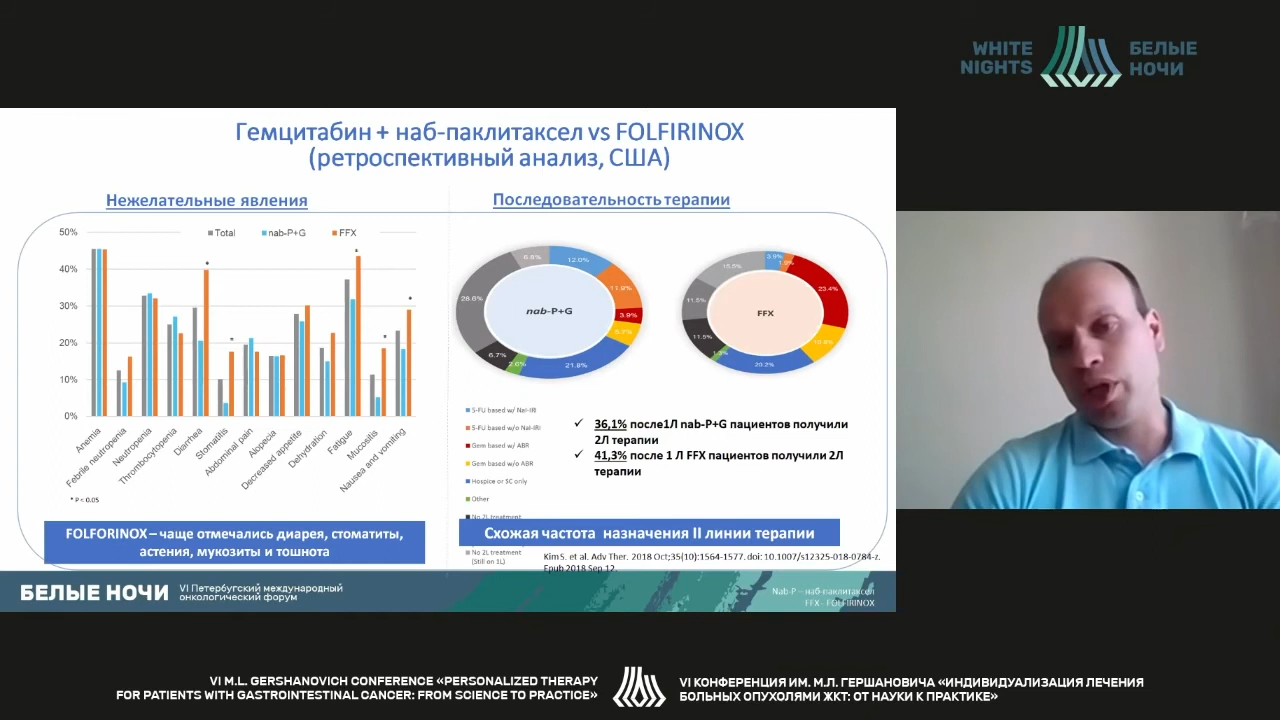 WHITE
NIGHTS
БЕЛЫЕ
НОЧИ
Гемцитабин + наб-паклитаксел vs FOLFIRINOX
(ретроспективный анализ, США)
Нежелательные явления
Последовательность терапии
Total
nab-P+G
FFX
50%
40%
30%
20%
10%
0%
*
*
*
*
*
Anemia
Febrile neutropenia
Neutropenia
Thrombocytopenia
Diarrhea
Stomatitis
Abdominal pain
Alopecia
Decreased appetite
Dehydration
Fatigue
Mucositis
Nausea and vomiting
* P < 0.05
12.0%
11.9%
3.9%
21.8%
6.7%
26.6%
6.8%
nab-P+G
3.9%
23.4%
20.2%
11.5%
FFX
5-FU based w/ Nal-IRI
5-FU based w/o Nal-IRI
Gem based w/ ABR
Gem based w/o ABR
Hospice or SC only
Other
No 2L treatment
No 2L treatment
(Still on 1L)
✓ 36,1% после1Л nab-P+G пациентов получили
2Л терапии
✓ 41,3% после 1 Л FFX пациентов получили 2Л
терапии
FOLFORINOX – чаще отмечались диарея, стоматиты,
астения, мукозиты и тошнота
Схожая частота назначения II линии терапии
Kim S. et al. Adv Ther. 2018 Oct;35(10):1564-1577. doi: 10.1007/s12325-018-0784-z.
Epub 2018 Sep 12.
БЕЛЫЕ НОЧИ
VI Петербургский международный
онкологический форум
Nab-P – наб-паклитаксел
FFX - FOLFIRINOX
VI M.L. GERSHANOVICH CONFERENCE «PERSONALIZED THERAPY
FOR PATIENTS WITH GASTROINTESTINAL CANCER: FROM SCIENCE TO PRACTICE»
VI КОНФЕРЕНЦИЯ ИМ. М.Л. ГЕРШАНОВИЧА «ИНДИВИДУАЛИЗАЦИЯ ЛЕЧЕНИЯ
БОЛЬНЫХ ОПУХОЛЯМИ ЖКТ: ОТ НАУКИ К ПРАКТИКЕ»